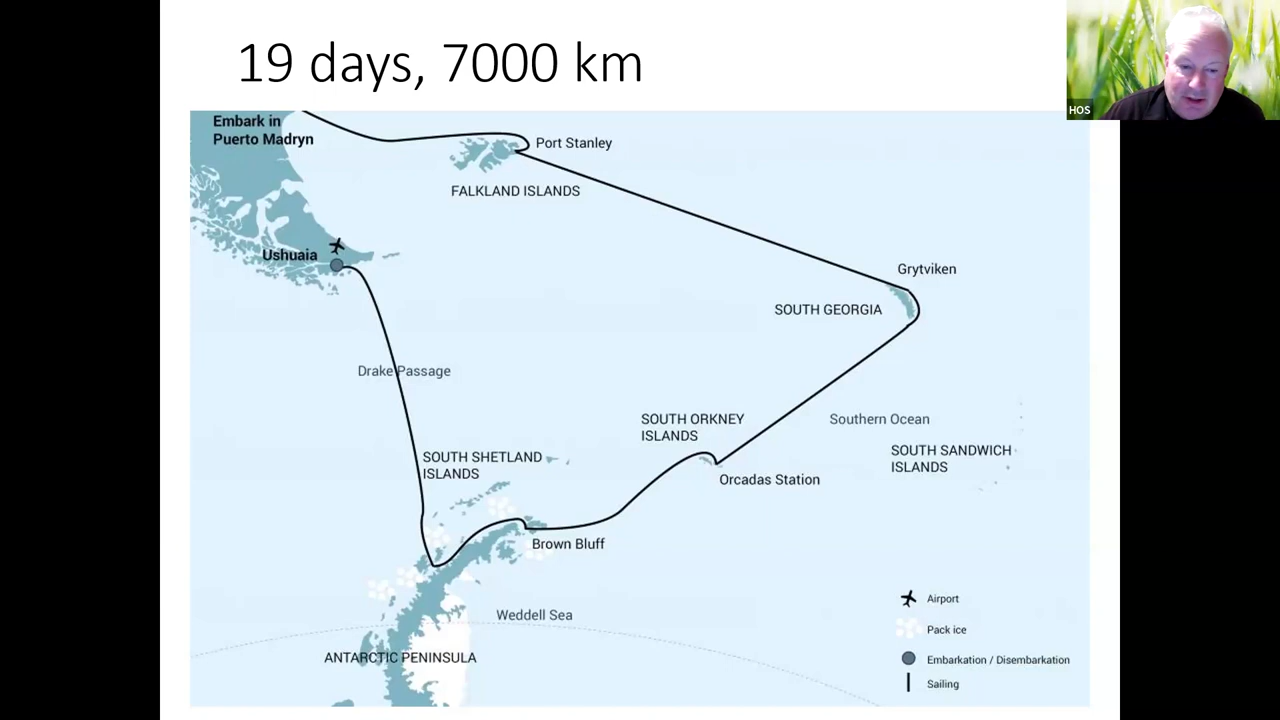 19 days, 7000 km
HOS
Embark in
Puerto Madryn
Port Stanley
FALKLAND ISLANDS
Ushuaia
Grytviken
SOUTH GEORGIA
Drake Passage
SOUTH ORKNEY
ISLANDS
Southern Ocean
SOUTH SANDWICH
ISLANDS
SOUTH SHETLAND
ISLANDS
Orcadas Station
Brown Bluff
Weddell Sea
ANTARCTIC PENINSULA
Airport
Pack ice
Embarkation / Disembarkation
Sailing